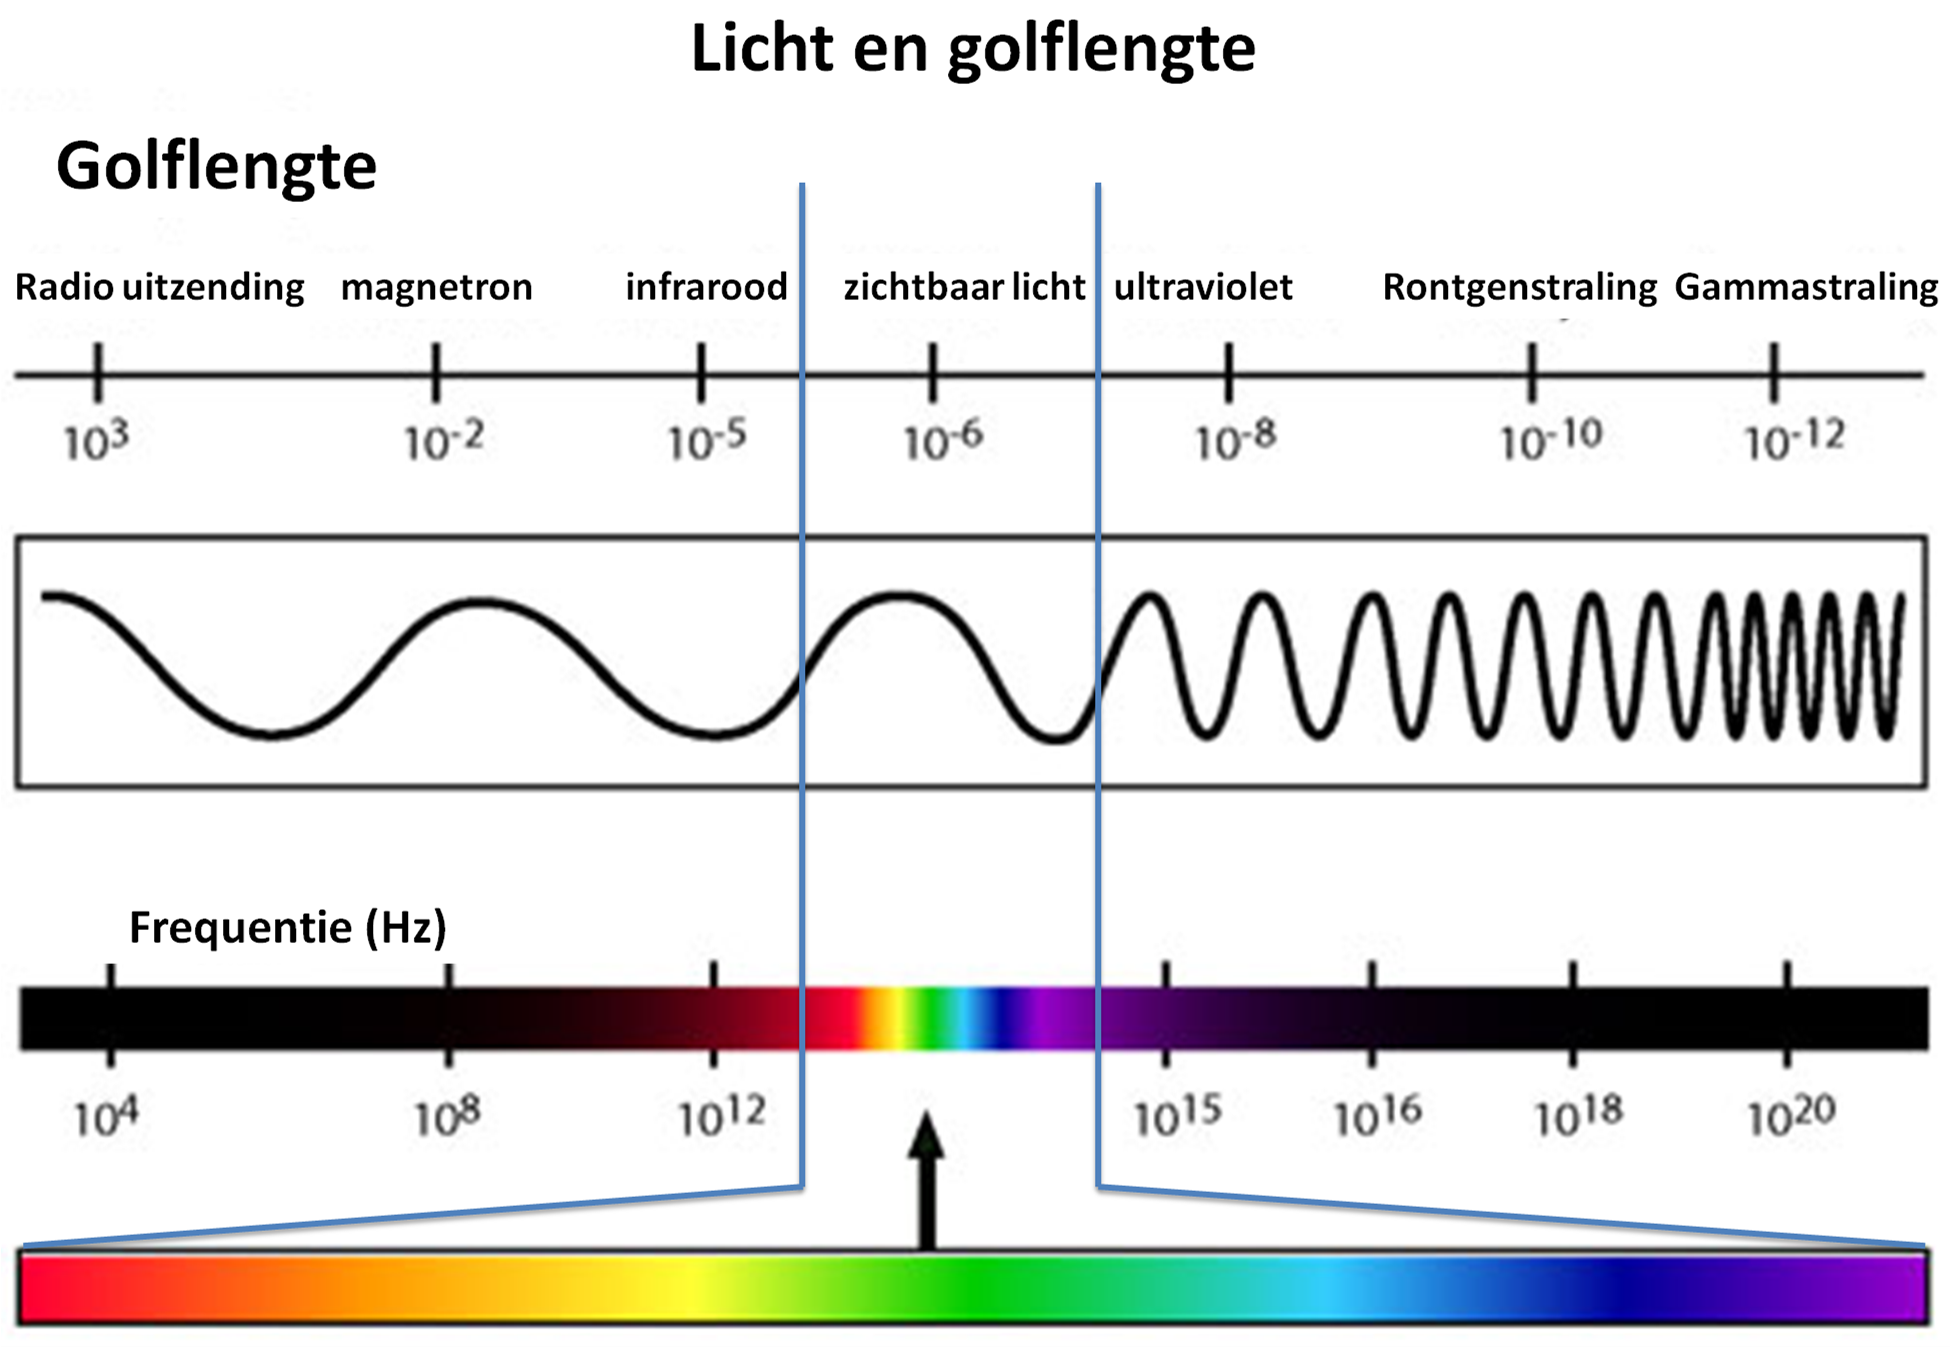 Licht en golflengte
Golflengte
Radio uitzending magnetron infrarood zichtbaar licht ultraviolet Rontgenstraling Gammastraling
10³ 10⁻² 10⁻⁵ 10⁻⁶ 10⁻⁸ 10⁻¹⁰ 10⁻¹²
Frequentie (Hz)
10⁴ 10⁸ 10¹² 10¹⁵ 10¹⁶ 10¹⁸ 10²⁰